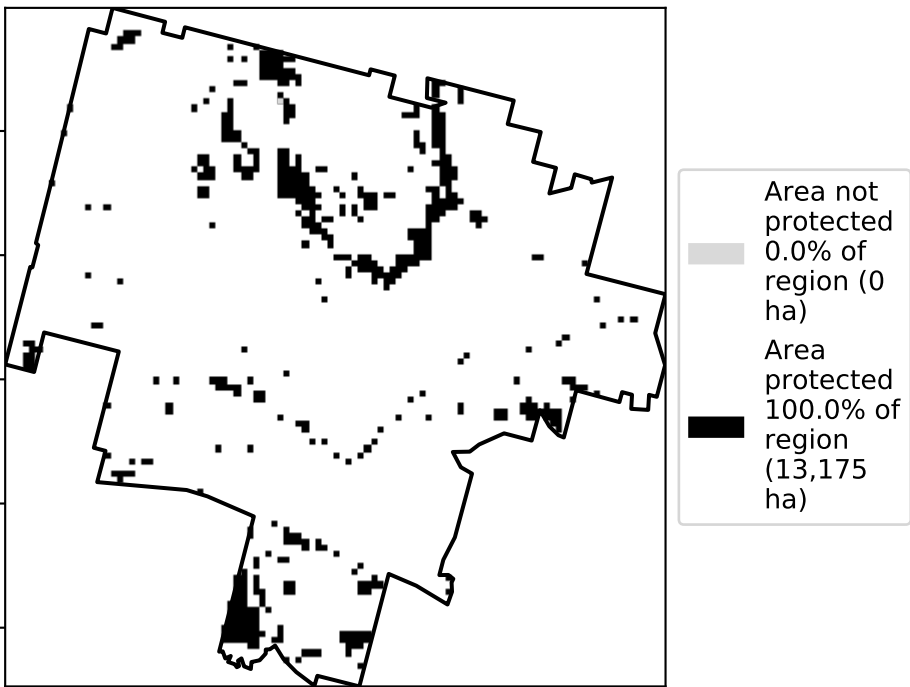 Area not
protected
0.0% of
region (0
ha)
Area
protected
100.0% of
region
(13,175
ha)